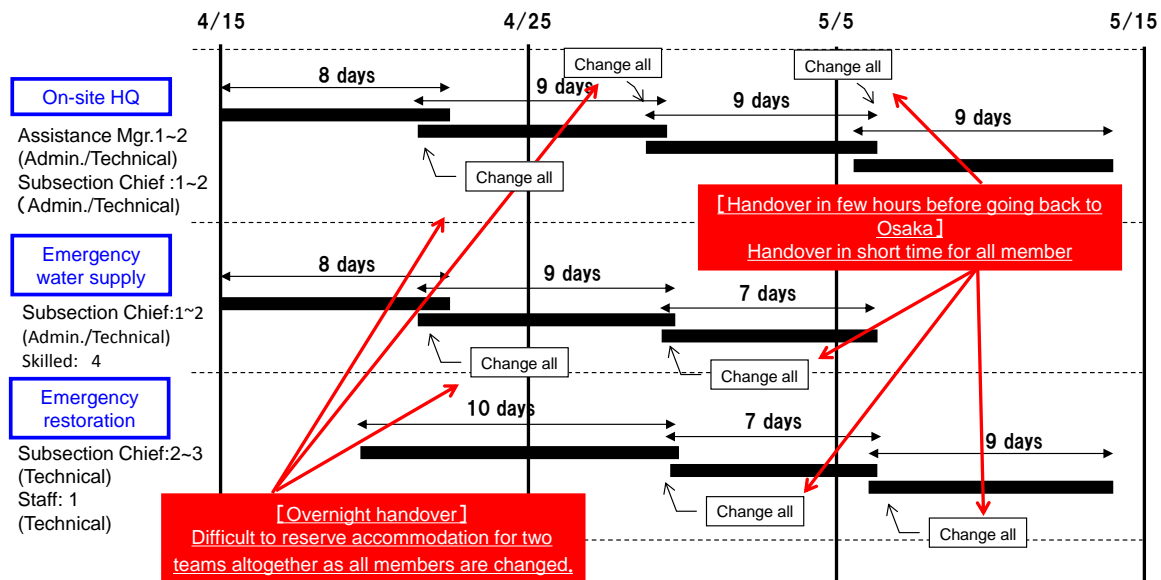 4/15
4/25
5/5
5/15
On-site HQ
Assistance Mgr.1~2
(Admin./Technical)
Subsection Chief :1~2
(Admin./Technical)
8 days
9 days
9 days
9 days
Change all
Change all
Change all
[Handover in few hours before going back to
Osaka]
Handover in short time for all member
Emergency
water supply
Subsection Chief:1~2
(Admin./Technical)
Skilled: 4
8 days
9 days
7 days
Change all
Change all
Emergency
restoration
Subsection Chief:2~3
(Technical)
Staff: 1
(Technical)
10 days
7 days
9 days
Change all
Change all
[Overnight handover]
Difficult to reserve accommodation for two
teams altogether as all members are changed.